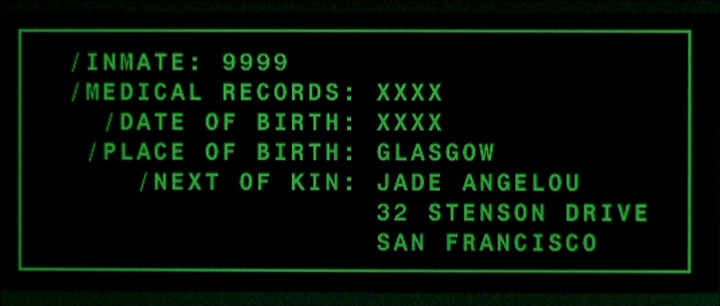 /INMATE: 9999
/MEDICAL RECORDS: XXXX
/DATE OF BIRTH: XXXX
/PLACE OF BIRTH: GLASGOW
/NEXT OF KIN: JADE ANGELOU
32 STENSON DRIVE
SAN FRANCISCO